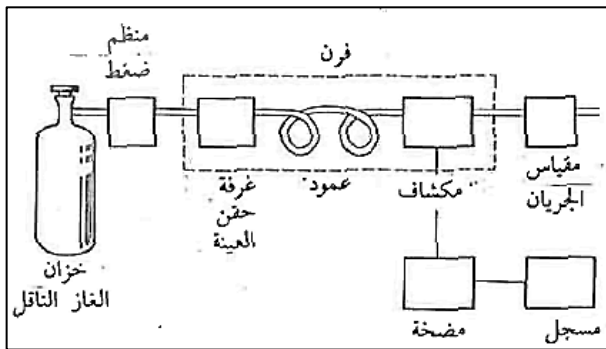 فرن
منظم
ضغط
مقياس
الجريان
مكشاف
عمود
غرفة
حقن
العينة
خزان
الغاز الناقل
مضخة
مسجل